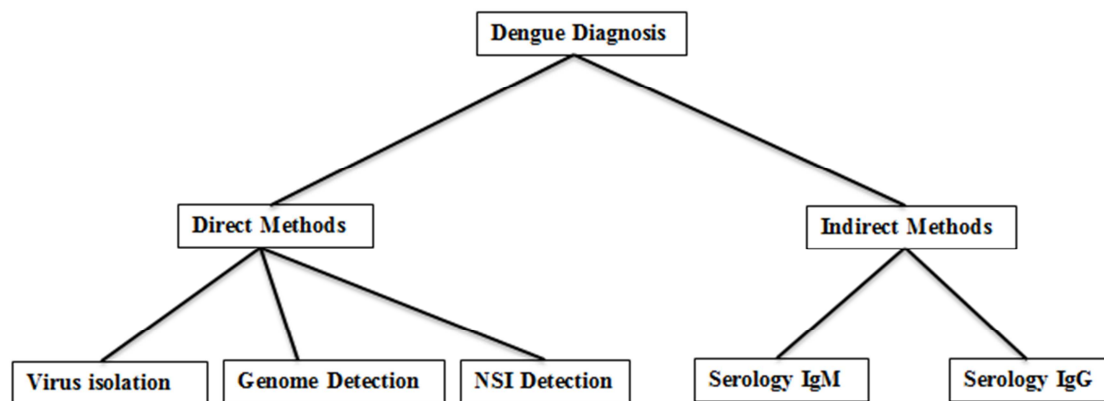 Dengue Diagnosis
Direct Methods
Indirect Methods
Virus isolation
Genome Detection
NSI Detection
Serology IgM
Serology IgG